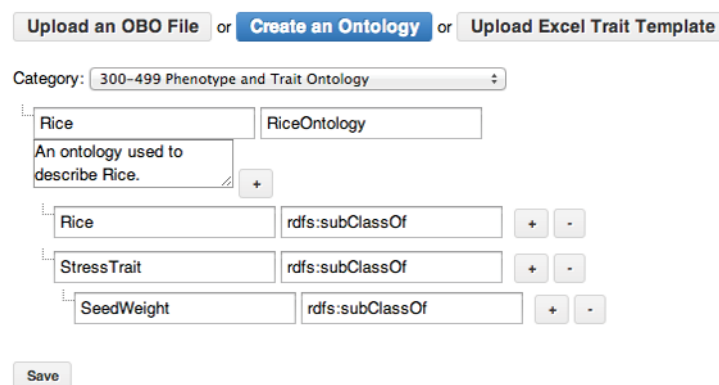 Upload an OBO File or Create an Ontology or Upload Excel Trait Template
Category: 300-499 Phenotype and Trait Ontology
Rice RiceOntology
An ontology used to
describe Rice.
+
Rice rdfs:subClassOf + -
StressTrait rdfs:subClassOf + -
SeedWeight rdfs:subClassOf + -
Save